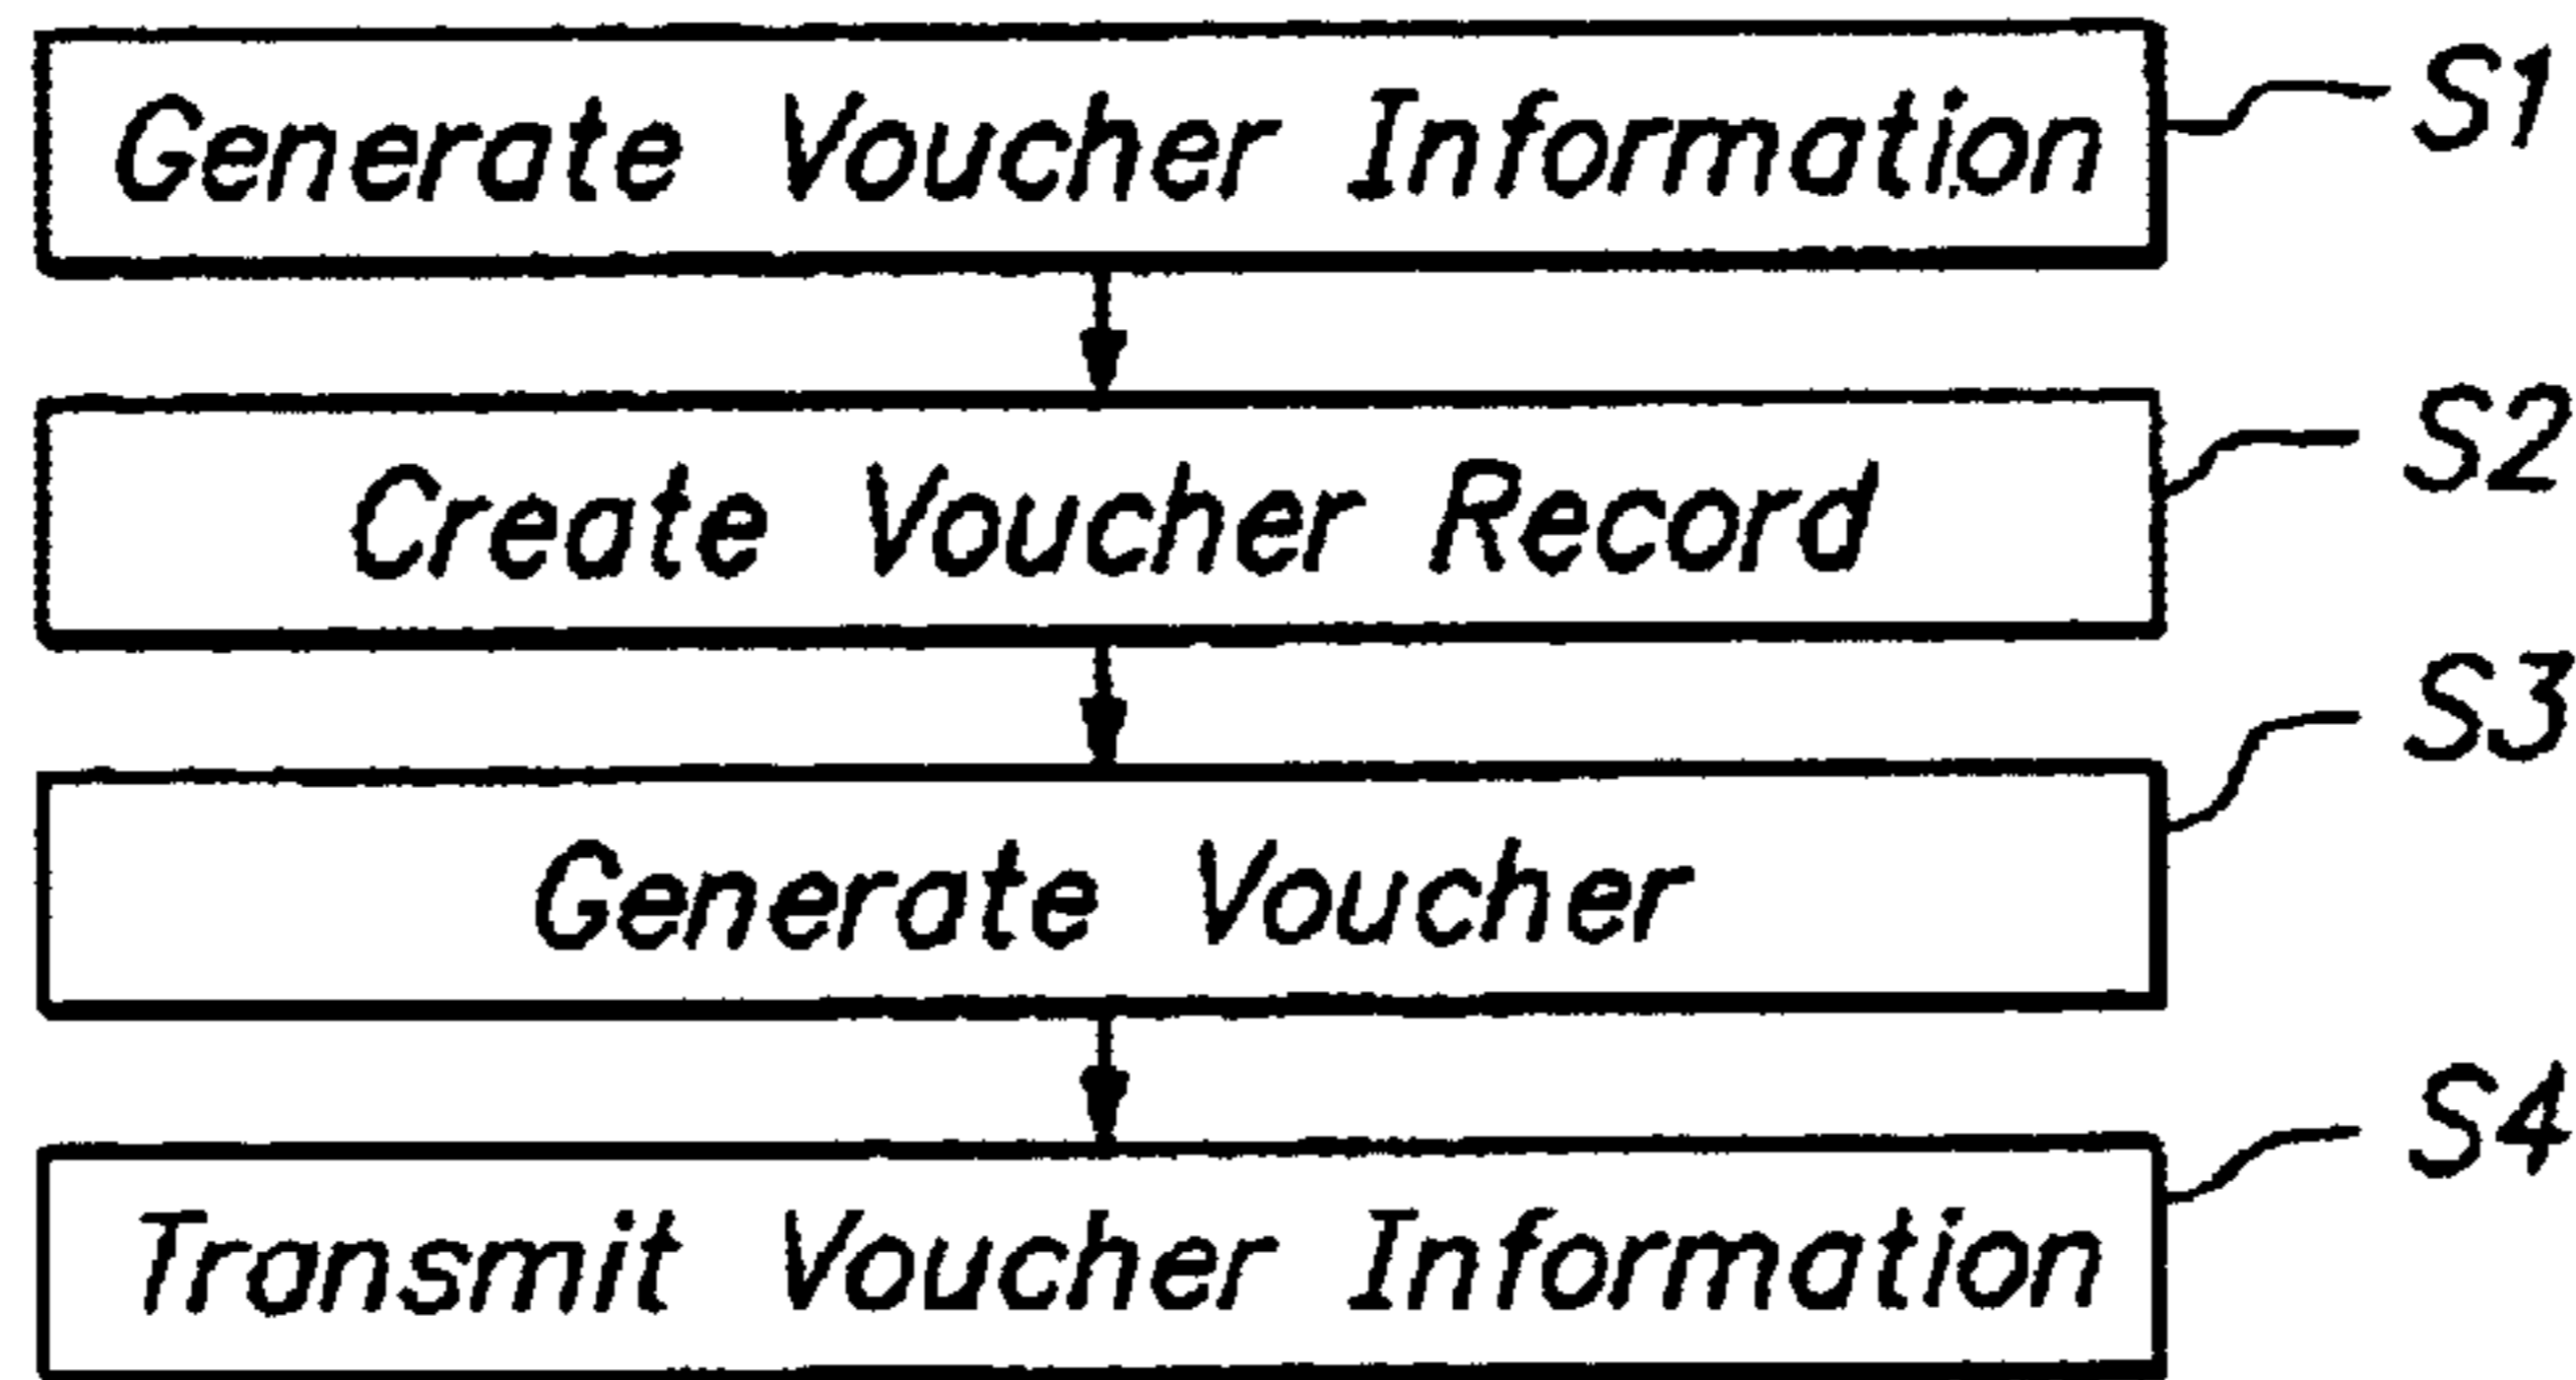 Generate Voucher Information
S1
Create Voucher Record
S2
Generate Voucher
S3
Transmit Voucher Information
S4